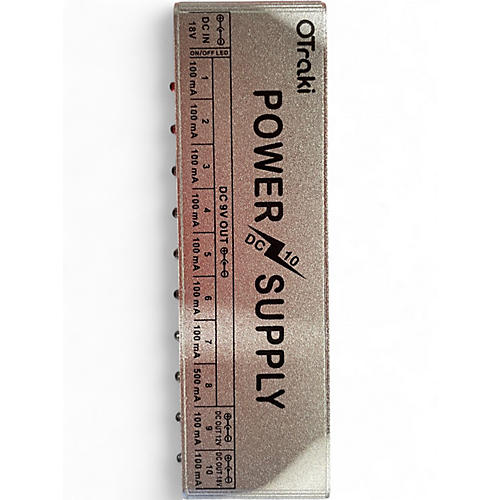 OTraki
POWER SUPPLY
DC 10
DC 9V OUT
DC IN
18V
ON/OFF LED
1 2 3 4 5 6 7 8
DC OUT 12V
9
DC OUT 18V
10
100 mA 100 mA 100 mA 100 mA 100 mA 100 mA 100 mA 500 mA 100 mA 100 mA